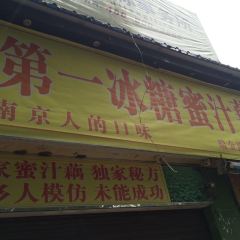 第一冰糖蜜汁
南京人的口味
家蜜汁藕 独家秘方
多人模仿 未能成功